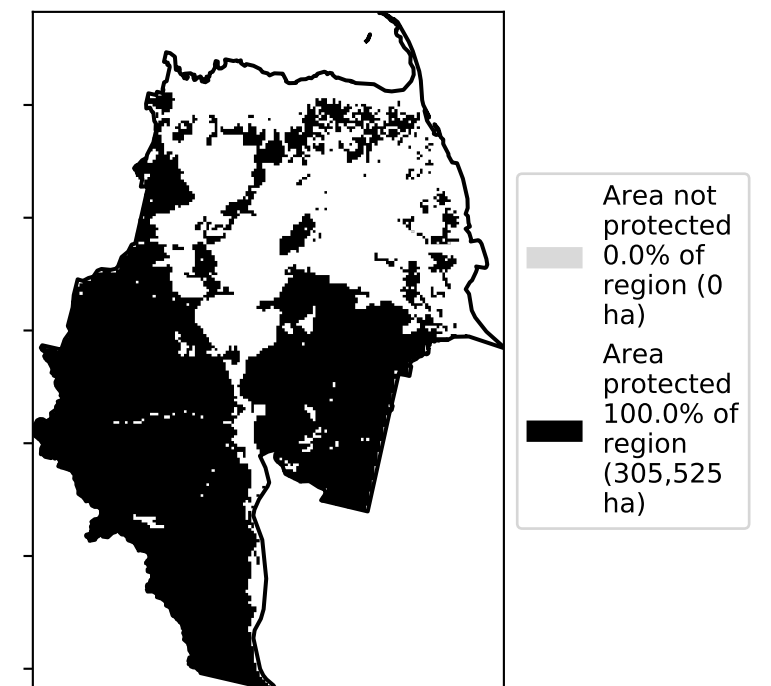 Area not
protected
0.0% of
region (0
ha)
Area
protected
100.0% of
region
(305,525
ha)